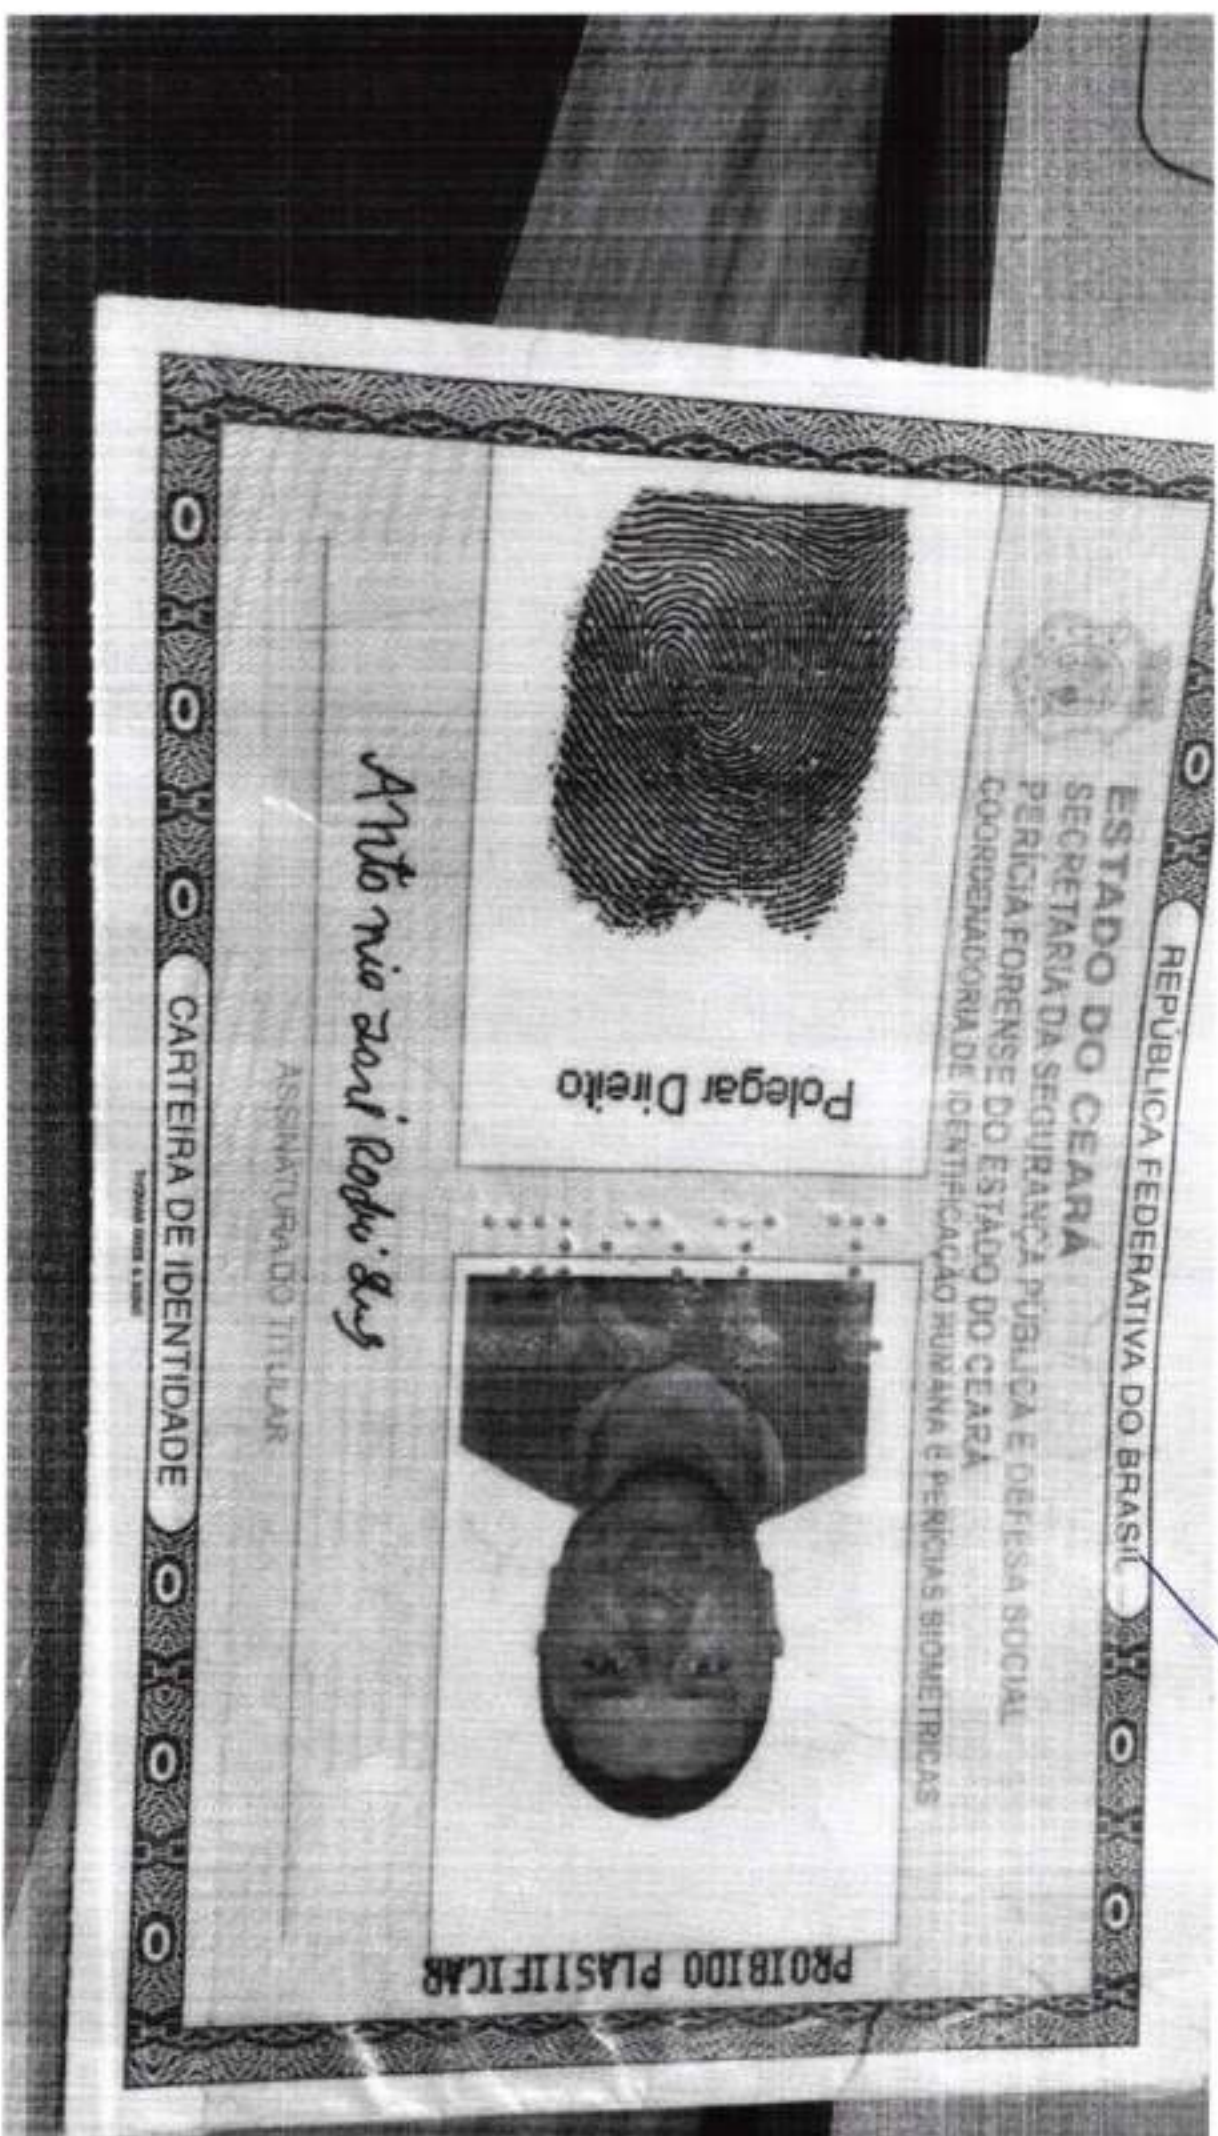 REPÚBLICA FEDERATIVA DO BRASIL
ESTADO DO CEARÁ
SECRETARIA DA SEGURANÇA PÚBLICA E DEFESA SOCIAL
PERÍCIA FORENSE DO ESTADO DO CEARÁ
COORDENADORIA DE IDENTIFICAÇÃO HUMANA E PERÍCIAS BIOMÉTRICAS
Polegar Direito
PROIBIDO PLASTIFICAR
Antonio
ASSINATURA DO TITULAR
CARTEIRA DE IDENTIDADE